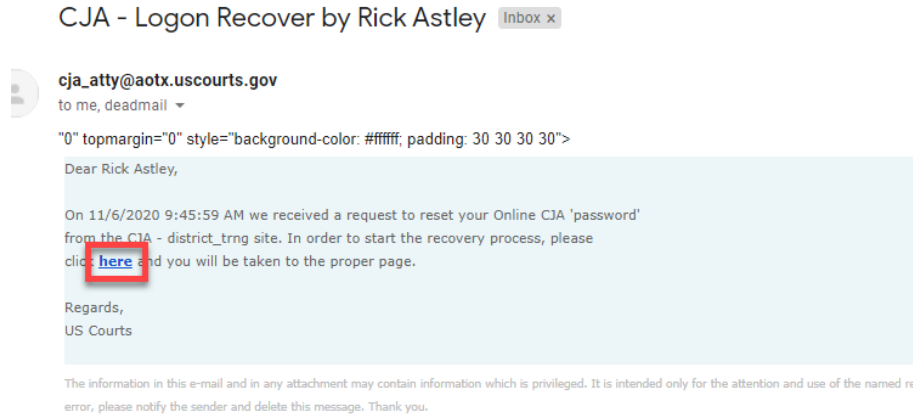 CJA - Logon Recover by Rick Astley Inbox x
cja_atty@aotx.uscourts.gov
to me, deadmail
"0" topmargin="0" style="background-color: #ffffff; padding: 30 30 30 30">
Dear Rick Astley,
On 11/6/2020 9:45:59 AM we received a request to reset your Online CJA 'password'
from the CJA - district_trng site. In order to start the recovery process, please
click here and you will be taken to the proper page.
Regards,
US Courts
The information in this e-mail and in any attachment may contain information which is privileged. It is intended only for the attention and use of the named
error, please notify the sender and delete this message. Thank you.